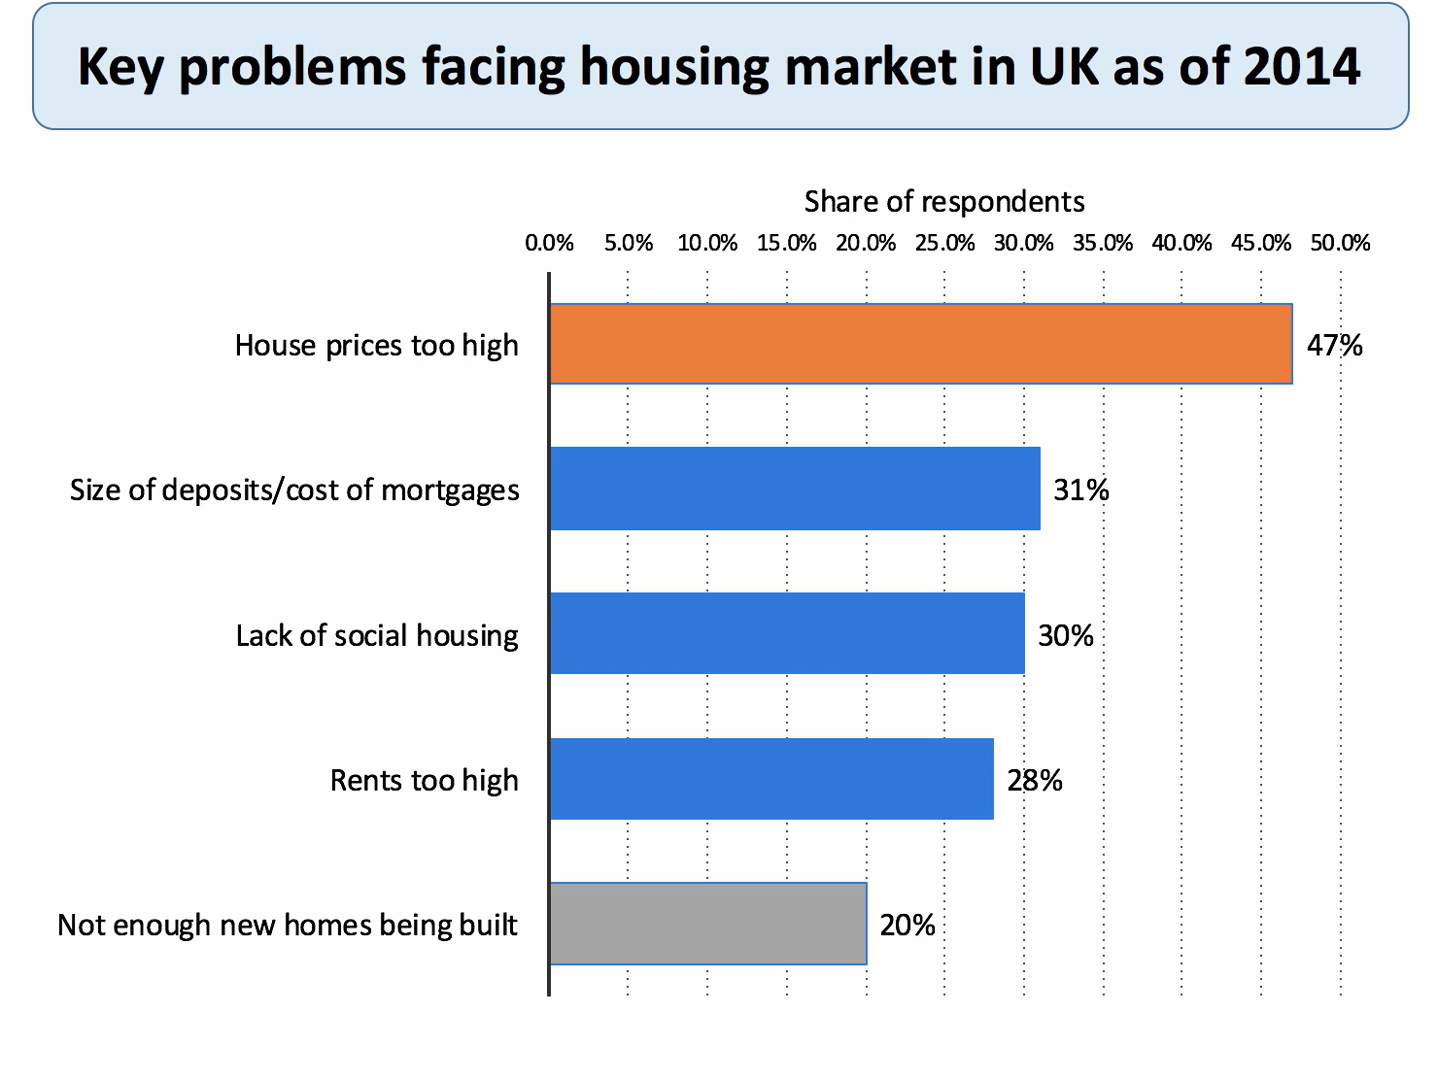 Key problems facing housing market in UK as of 2014
Share of respondents
0.0% 5.0% 10.0% 15.0% 20.0% 25.0% 30.0% 35.0% 40.0% 45.0% 50.0%
House prices too high 47%
Size of deposits/cost of mortgages 31%
Lack of social housing 30%
Rents too high 28%
Not enough new homes being built 20%